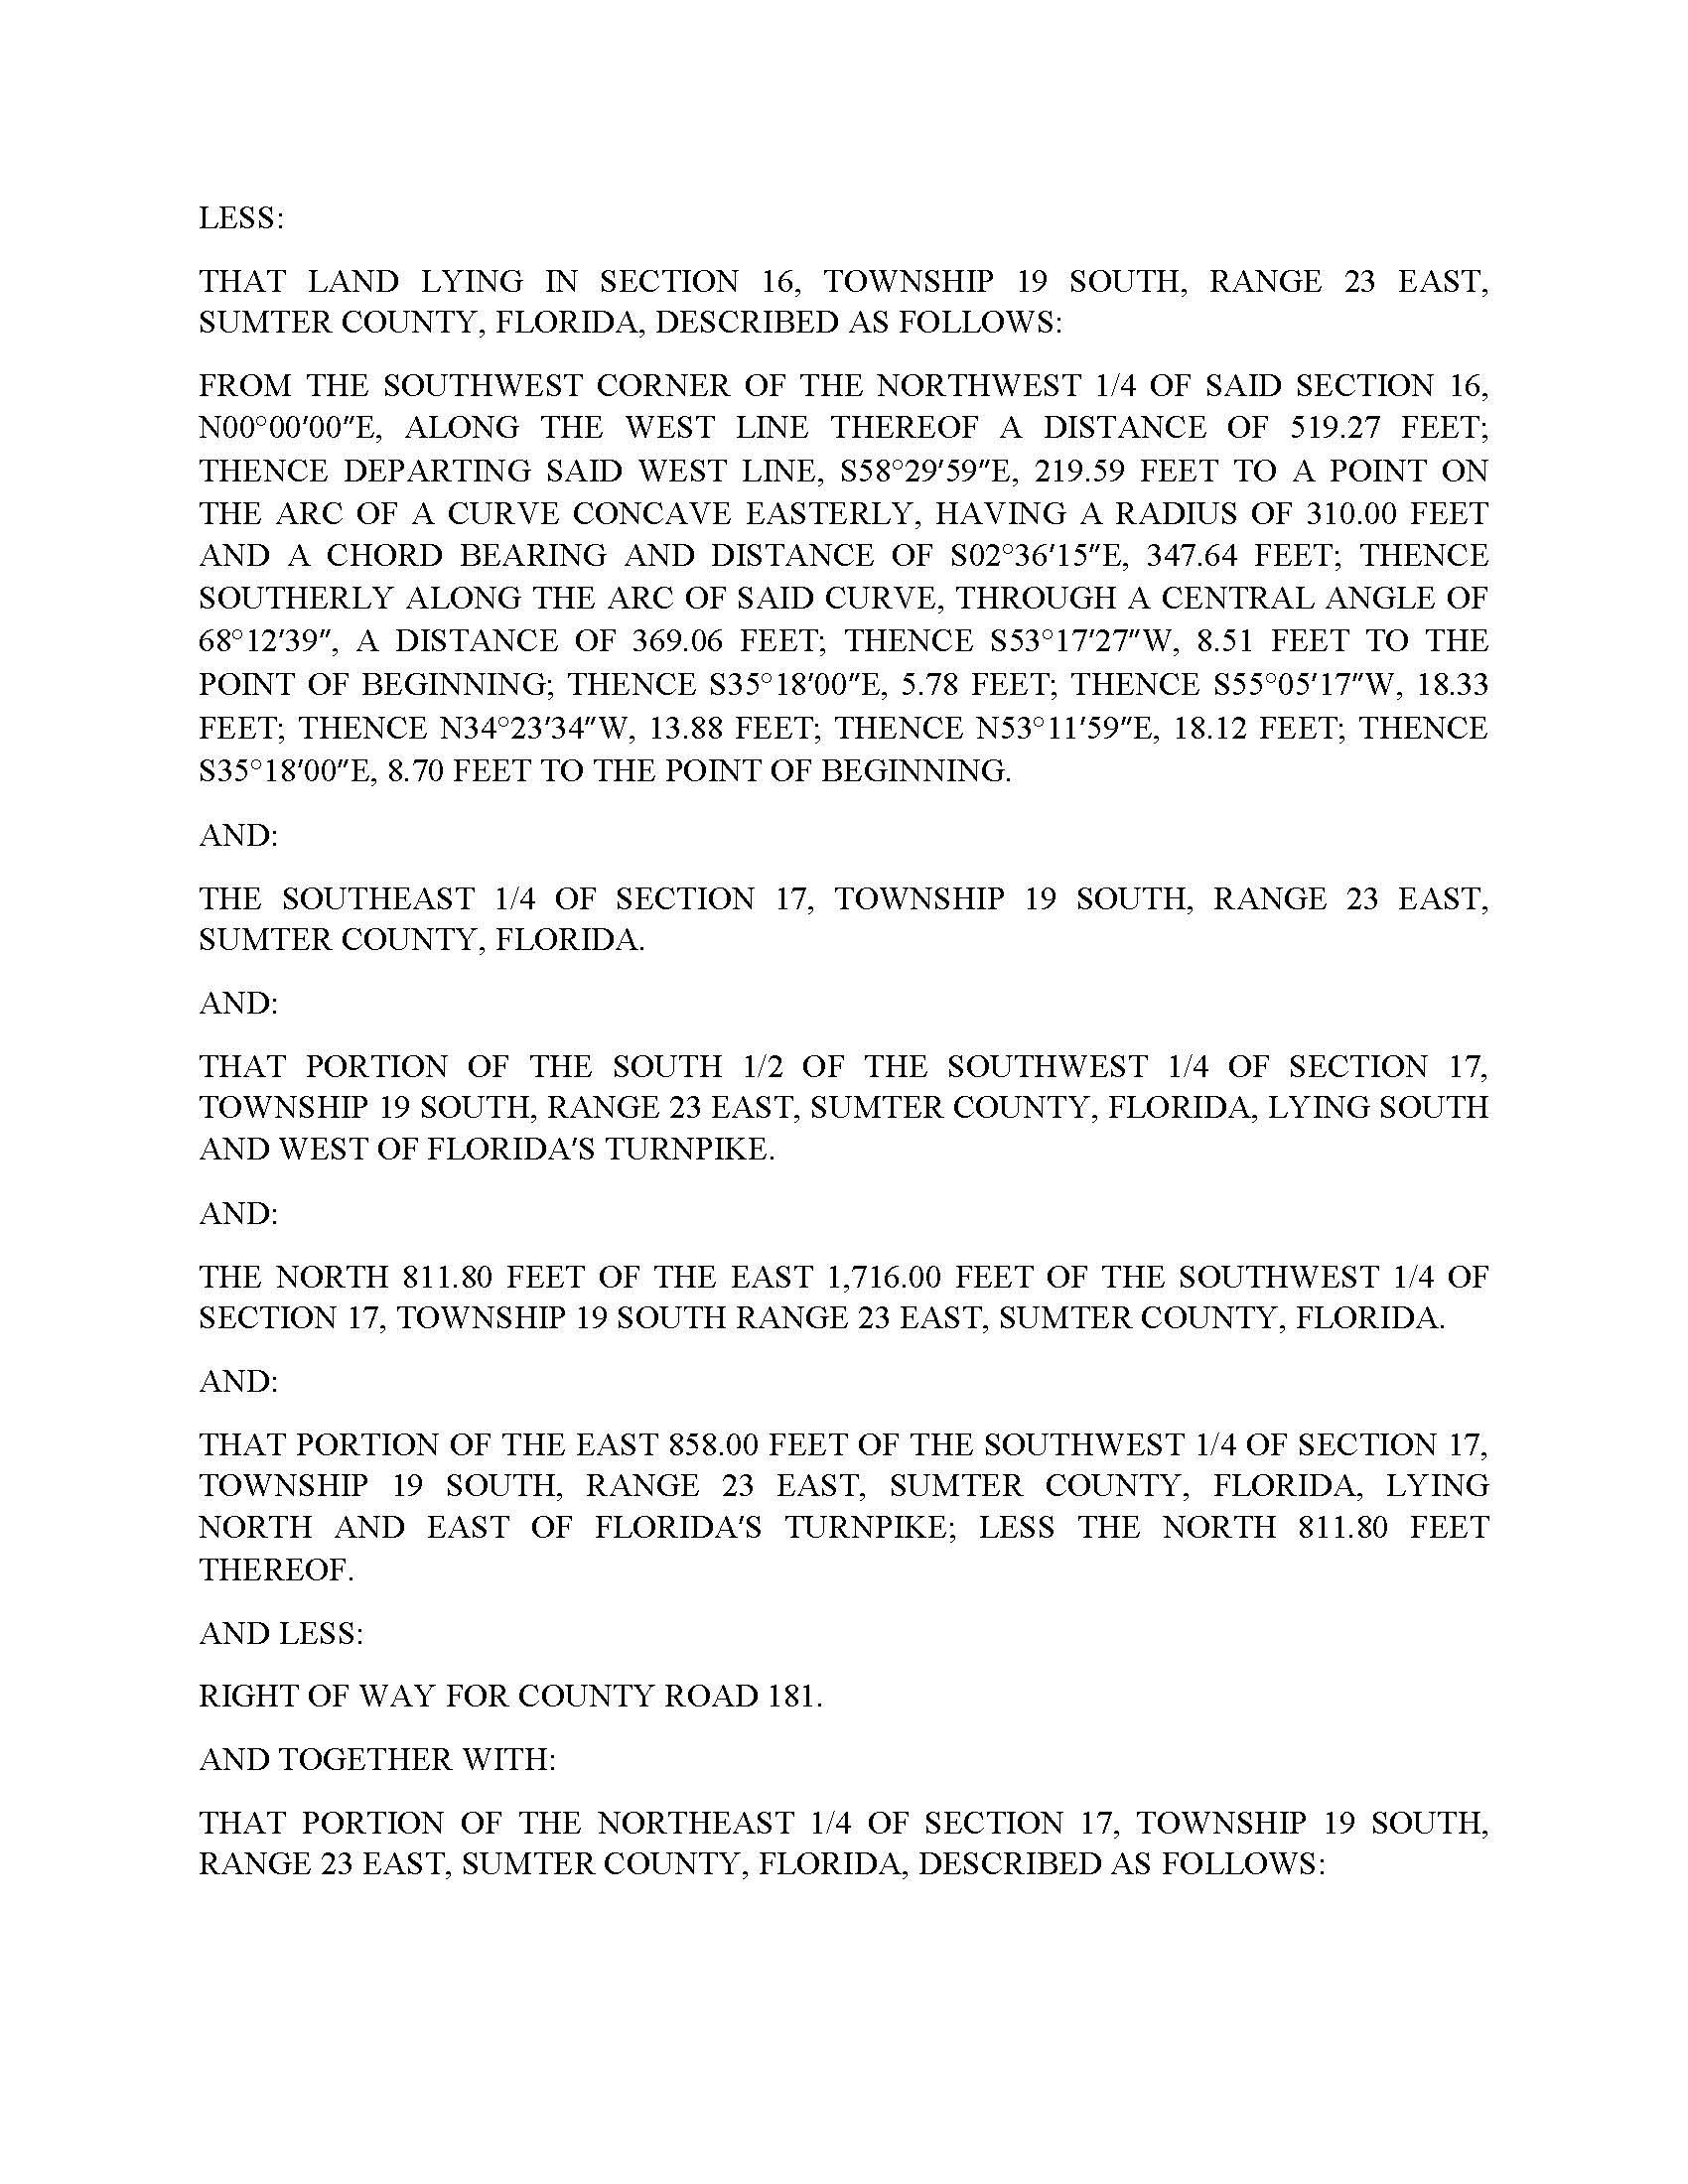 LESS:
THAT LAND LYING IN SECTION 16, TOWNSHIP 19 SOUTH, RANGE 23 EAST,
SUMTER COUNTY, FLORIDA, DESCRIBED AS FOLLOWS:
FROM THE SOUTHWEST CORNER OF THE NORTHWEST 1/4 OF SAID SECTION 16,
N00°00'00"E, ALONG THE WEST LINE THEREOF A DISTANCE OF 519.27 FEET;
THENCE DEPARTING SAID WEST LINE, S58°29'59"E, 219.59 FEET TO A POINT ON
THE ARC OF A CURVE CONCAVE EASTERLY, HAVING A RADIUS OF 310.00 FEET
AND A CHORD BEARING AND DISTANCE OF S02°36'15"E, 347.64 FEET; THENCE
SOUTHERLY ALONG THE ARC OF SAID CURVE, THROUGH A CENTRAL ANGLE OF
68°12'39", A DISTANCE OF 369.06 FEET; THENCE S53°17'27"W, 8.51 FEET TO THE
POINT OF BEGINNING; THENCE S35°18'00"E, 5.78 FEET; THENCE S55°05'17"W, 18.33
FEET; THENCE N34°23'34"W, 13.88 FEET; THENCE N53°11'59"E, 18.12 FEET; THENCE
S35°18'00"E, 8.70 FEET TO THE POINT OF BEGINNING.
AND:
THE SOUTHEAST 1/4 OF SECTION 17, TOWNSHIP 19 SOUTH, RANGE 23 EAST,
SUMTER COUNTY, FLORIDA.
AND:
THAT PORTION OF THE SOUTH 1/2 OF THE SOUTHWEST 1/4 OF SECTION 17,
TOWNSHIP 19 SOUTH, RANGE 23 EAST, SUMTER COUNTY, FLORIDA, LYING SOUTH
AND WEST OF FLORIDA'S TURNPIKE.
AND:
THE NORTH 811.80 FEET OF THE EAST 1,716.00 FEET OF THE SOUTHWEST 1/4 OF
SECTION 17, TOWNSHIP 19 SOUTH RANGE 23 EAST, SUMTER COUNTY, FLORIDA.
AND:
THAT PORTION OF THE EAST 858.00 FEET OF THE SOUTHWEST 1/4 OF SECTION 17,
TOWNSHIP 19 SOUTH, RANGE 23 EAST, SUMTER COUNTY, FLORIDA, LYING
NORTH AND EAST OF FLORIDA'S TURNPIKE; LESS THE NORTH 811.80 FEET
THEREOF.
AND LESS:
RIGHT OF WAY FOR COUNTY ROAD 181.
AND TOGETHER WITH:
THAT PORTION OF THE NORTHEAST 1/4 OF SECTION 17, TOWNSHIP 19 SOUTH,
RANGE 23 EAST, SUMTER COUNTY, FLORIDA, DESCRIBED AS FOLLOWS: